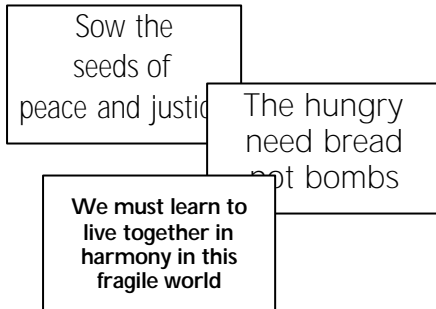 Sow the
seeds of
peace and justic
The hungry
need bread
not bombs
We must learn to
live together in
harmony in this
fragile world